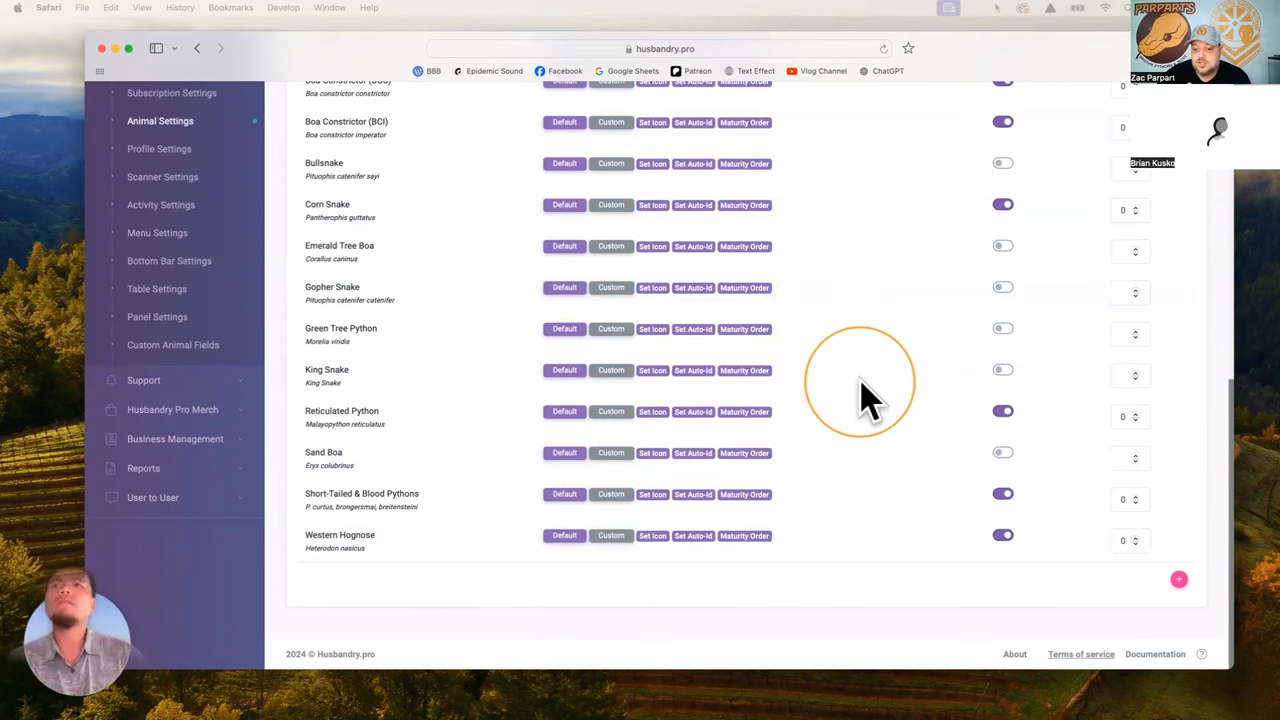 Safari File Edit View History Bookmarks Develop Window Help
PARPARTS
Zac Parpart
Brian Kusko
husbandry.pro
BBB Epidemic Sound Facebook Google Sheets Patreon Text Effect Vlog Channel ChatGPT
Subscription Settings
Animal Settings
Profile Settings
Scanner Settings
Activity Settings
Menu Settings
Bottom Bar Settings
Table Settings
Panel Settings
Custom Animal Fields
Support
Husbandry Pro Merch
Business Management
Reports
User to User
Boa constrictor constrictor 0
Boa Constrictor (BCI) Default Custom Set Icon Set Auto-Id Maturity Order 0
Boa constrictor imperator
Bullsnake Default Custom Set Icon Set Auto-Id Maturity Order
Pituophis catenifer sayi
Corn Snake Default Custom Set Icon Set Auto-Id Maturity Order 0
Pantherophis guttatus
Emerald Tree Boa Default Custom Set Icon Set Auto-Id Maturity Order
Corallus caninus
Gopher Snake Default Custom Set Icon Set Auto-Id Maturity Order
Pituophis catenifer catenifer
Green Tree Python Default Custom Set Icon Set Auto-Id Maturity Order
Morelia viridis
King Snake Default Custom Set Icon Set Auto-Id Maturity Order
King Snake
Reticulated Python Default Custom Set Icon Set Auto-Id Maturity Order 0
Malayopython reticulatus
Sand Boa Default Custom Set Icon Set Auto-Id Maturity Order
Eryx colubrinus
Short-Tailed & Blood Pythons Default Custom Set Icon Set Auto-Id Maturity Order 0
P. curtus, brongersmai, breitensteini
Western Hognose Default Custom Set Icon Set Auto-Id Maturity Order 0
Heterodon nasicus
2024 © Husbandry.pro About Terms of service Documentation